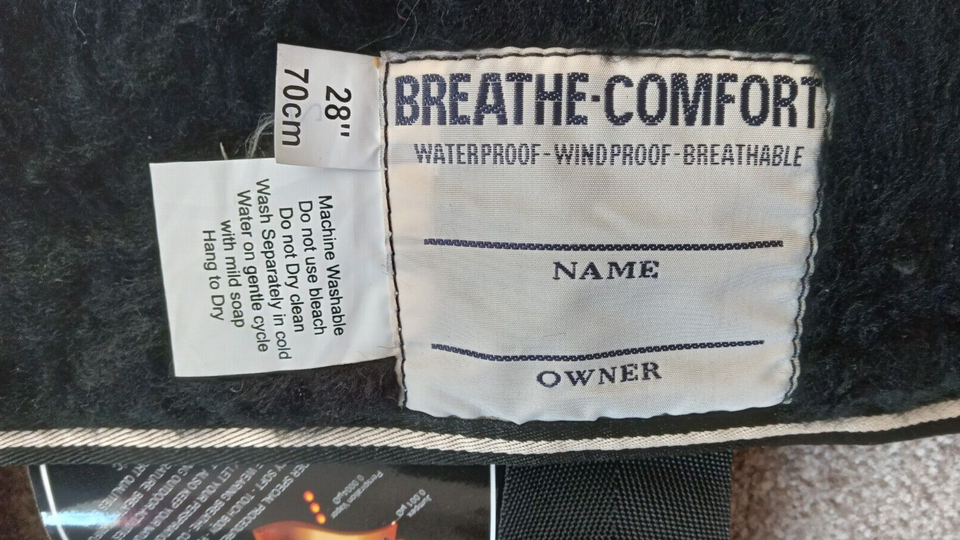 BREATHE-COMFORT
WATERPROOF-WINDPROOF-BREATHABLE
NAME
OWNER
28"
70cm
Machine Washable
Do not use bleach
Do not Dry clean
Wash Separately in cold
Water on gentle cycle
with mild soap
Hang to Dry